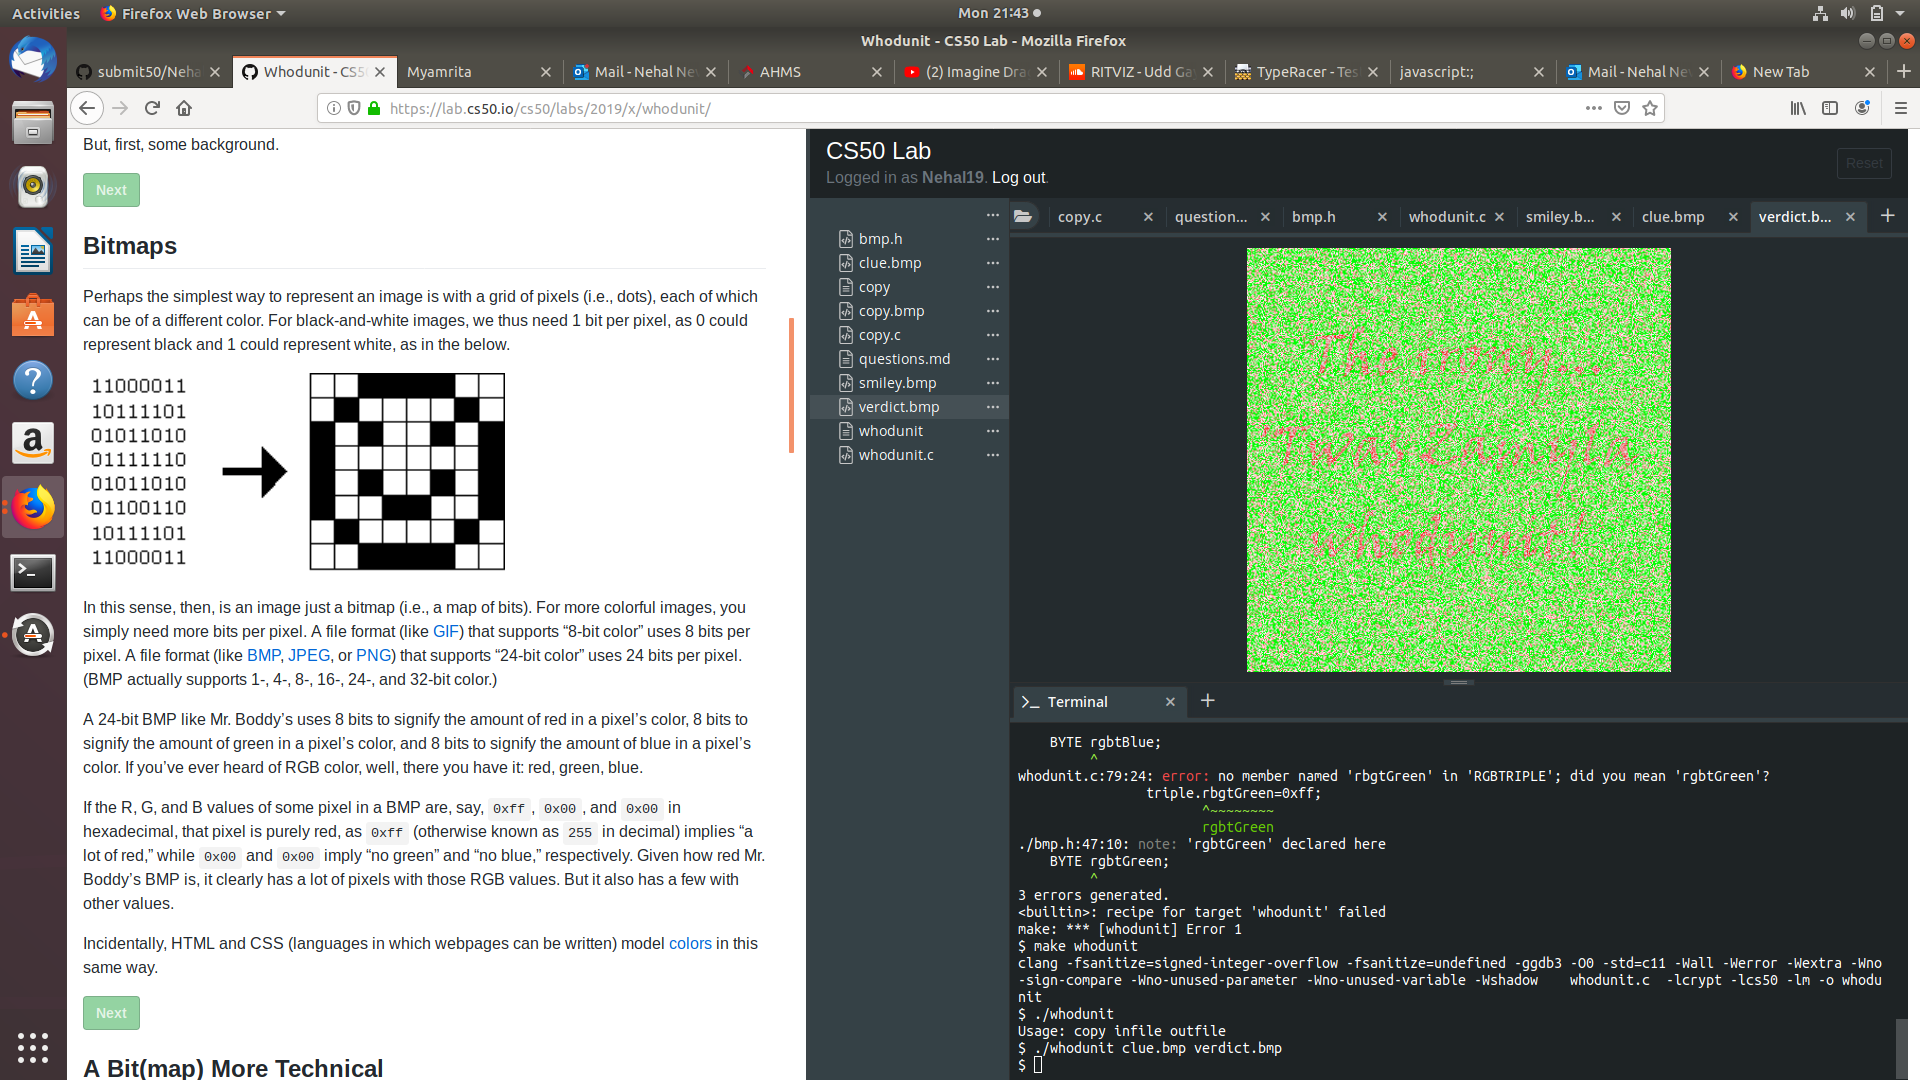 Activities
Firefox Web Browser
Mon 21:43
Whodunit - CS50 Lab - Mozilla Firefox
submit50/Neha
Whodunit - CS5
Myamrita
Mail - Nehal Ne
AHMS
(2) Imagine Dra
RITVIZ - Udd Ga
TypeRacer - Tes
javascript:;
Mail - Nehal Ne
New Tab
https://lab.cs50.io/cs50/labs/2019/x/whodunit/
But, first, some background.
Next
Bitmaps
Perhaps the simplest way to represent an image is with a grid of pixels (i.e., dots), each of which
can be of a different color. For black-and-white images, we thus need 1 bit per pixel, as 0 could
represent black and 1 could represent white, as in the below.
11000011
10111101
01011010
01111110
01011010
01100110
10111101
11000011
In this sense, then, is an image just a bitmap (i.e., a map of bits). For more colorful images, you
simply need more bits per pixel. A file format (like GIF) that supports “8-bit color” uses 8 bits per
pixel. A file format (like BMP, JPEG, or PNG) that supports “24-bit color” uses 24 bits per pixel.
(BMP actually supports 1-, 4-, 8-, 16-, 24-, and 32-bit color.)
A 24-bit BMP like Mr. Boddy’s uses 8 bits to signify the amount of red in a pixel’s color, 8 bits to
signify the amount of green in a pixel’s color, and 8 bits to signify the amount of blue in a pixel’s
color. If you’ve ever heard of RGB color, well, there you have it: red, green, blue.
If the R, G, and B values of some pixel in a BMP are, say, 0xff, 0x00, and 0x00 in
hexadecimal, that pixel is purely red, as 0xff (otherwise known as 255 in decimal) implies “a
lot of red,” while 0x00 and 0x00 imply “no green” and “no blue,” respectively. Given how red Mr.
Boddy’s BMP is, it clearly has a lot of pixels with those RGB values. But it also has a few with
other values.
Incidentally, HTML and CSS (languages in which webpages can be written) model colors in this
same way.
Next
A Bit(map) More Technical
CS50 Lab
Logged in as Nehal19. Log out.
Reset
bmp.h
clue.bmp
copy
copy.bmp
copy.c
questions.md
smiley.bmp
verdict.bmp
whodunit
whodunit.c
copy.c
question...
bmp.h
whodunit.c
smiley.b...
clue.bmp
verdict.b...
The
'Twas
whodunit!
Terminal
BYTE rgbtBlue;
^
whodunit.c:79:24: error: no member named 'rbgtGreen' in 'RGBTRIPLE'; did you mean 'rgbtGreen'?
triple.rbgtGreen=0xff;
^~~~~~~~~
rgbtGreen
./bmp.h:47:10: note: 'rgbtGreen' declared here
BYTE rgbtGreen;
^
3 errors generated.
<builtin>: recipe for target 'whodunit' failed
make: *** [whodunit] Error 1
$ make whodunit
clang -fsanitize=signed-integer-overflow -fsanitize=undefined -ggdb3 -O0 -std=c11 -Wall -Werror -Wextra -Wno
-sign-compare -Wno-unused-parameter -Wno-unused-variable -Wshadow    whodunit.c  -lcrypt -lcs50 -lm -o whodu
nit
$ ./whodunit
Usage: copy infile outfile
$ ./whodunit clue.bmp verdict.bmp
$